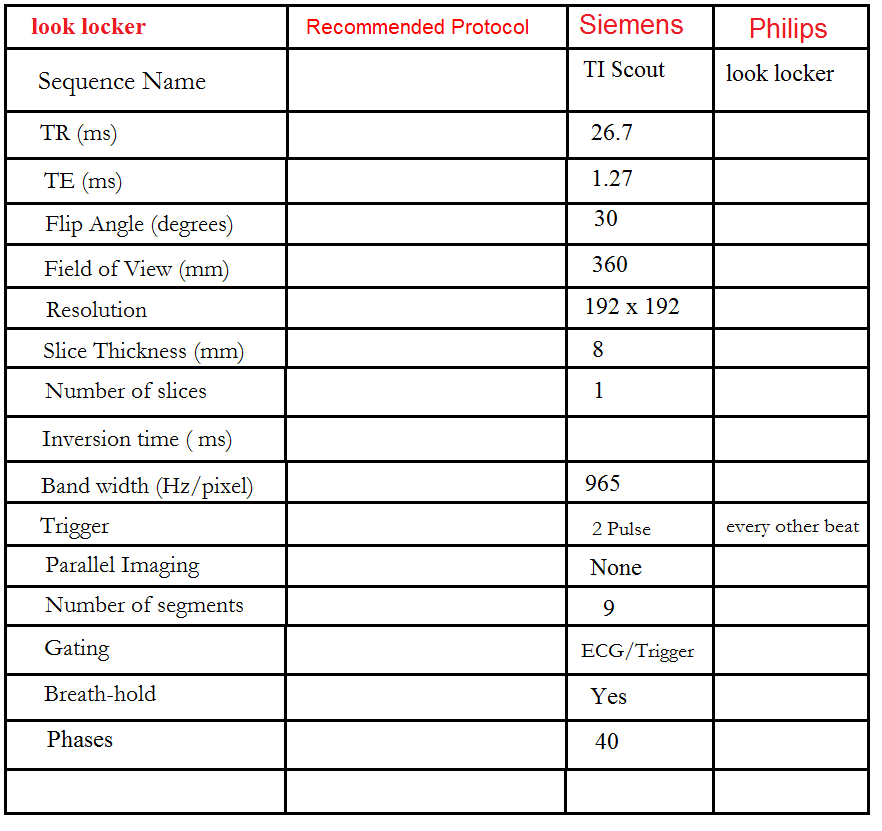 look locker Recommended Protocol Siemens Philips
Sequence Name TI Scout look locker
TR (ms) 26.7
TE (ms) 1.27
Flip Angle (degrees) 30
Field of View (mm) 360
Resolution 192 x 192
Slice Thickness (mm) 8
Number of slices 1
Inversion time ( ms)
Band width (Hz/pixel) 965
Trigger 2 Pulse every other beat
Parallel Imaging None
Number of segments 9
Gating ECG/Trigger
Breath-hold Yes
Phases 40